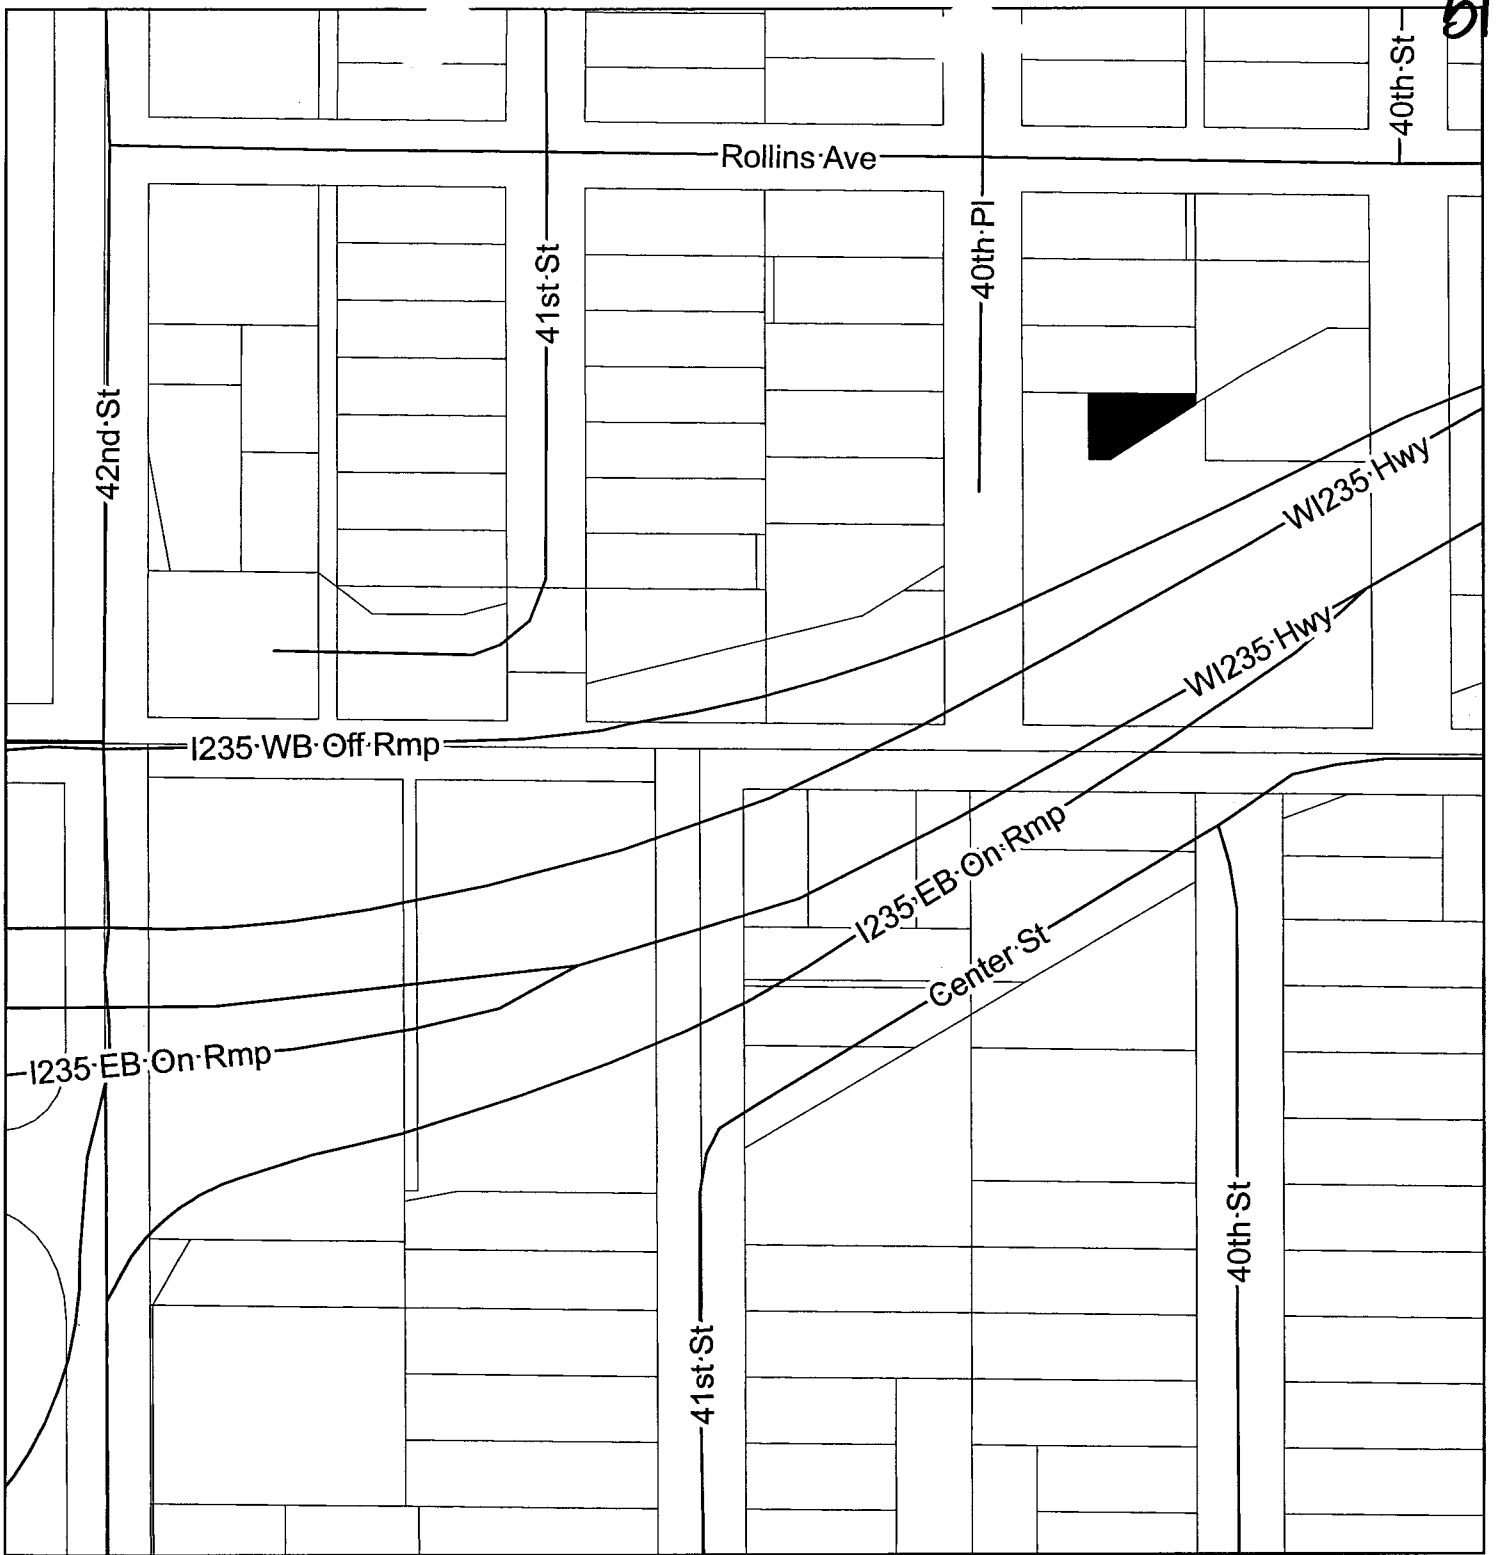 40th St
Rollins Ave
40th Pl
41st St
42nd St
WI235 Hwy
WI235 Hwy
I235 WB Off Rmp
I235 EB On Rmp
Center St
I235 EB On Rmp
40th St
41st St